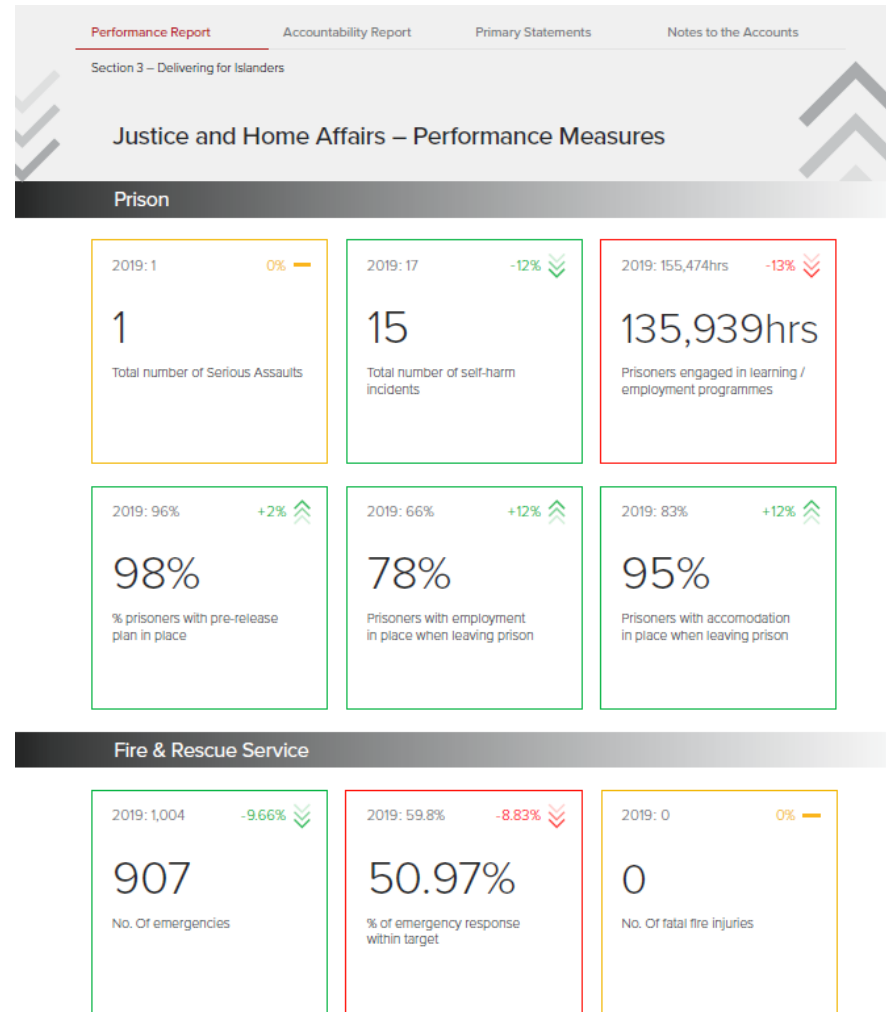 Performance Report Accountability Report Primary Statements Notes to the Accounts
Section 3 – Delivering for Islanders
Justice and Home Affairs – Performance Measures
Prison
2019: 1 0%
1
Total number of Serious Assaults
2019: 17 -12%
15
Total number of self-harm
incidents
2019: 155,474hrs -13%
135,939hrs
Prisoners engaged in learning /
employment programmes
2019: 96% +2%
98%
% prisoners with pre-release
plan in place
2019: 66% +12%
78%
Prisoners with employment
in place when leaving prison
2019: 83% +12%
95%
Prisoners with accomodation
in place when leaving prison
Fire & Rescue Service
2019: 1,004 -9.66%
907
No. Of emergencies
2019: 59.8% -8.83%
50.97%
% of emergency response
within target
2019: 0 0%
0
No. Of fatal fire injuries